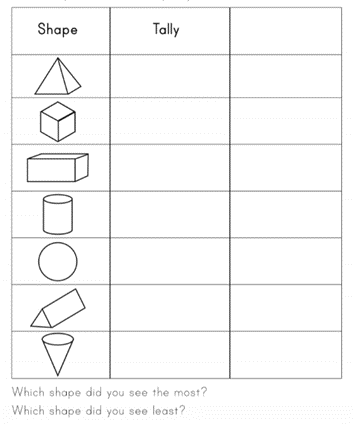 Shape Tally
Which shape did you see the most?
Which shape did you see least?